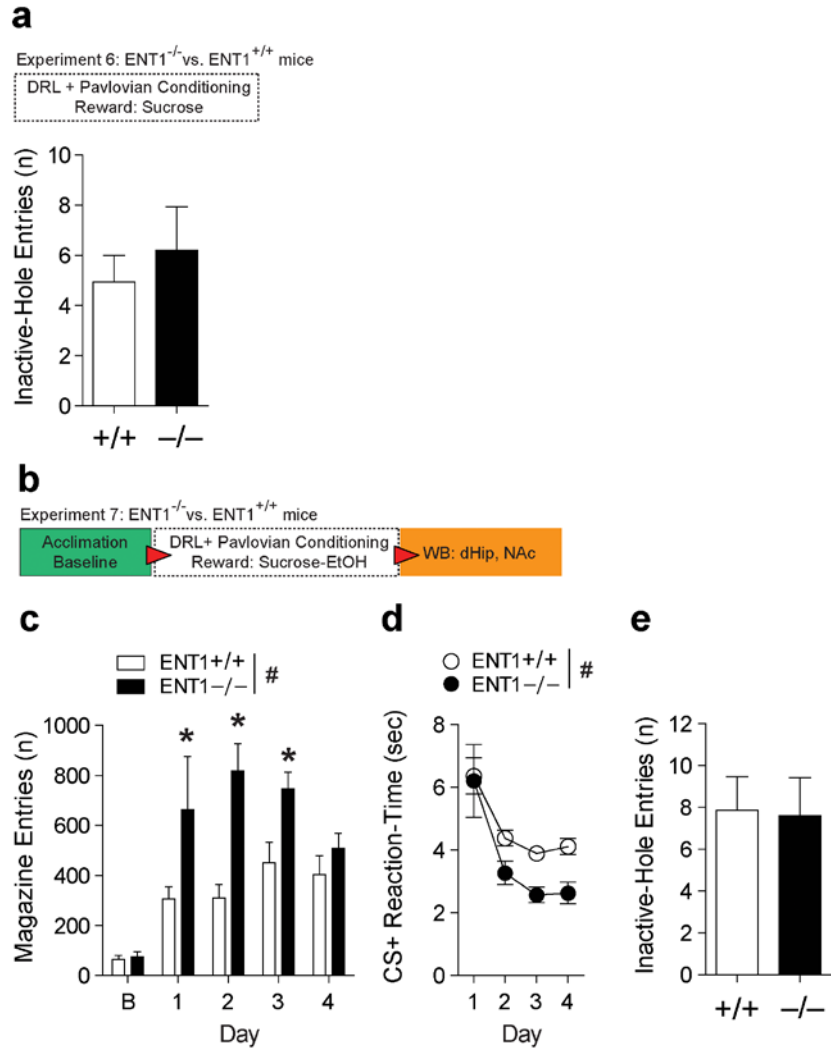 a
Experiment 6: ENT1-/- vs. ENT1+/+ mice
DRL + Pavlovian Conditioning
Reward: Sucrose
Inactive-Hole Entries (n)
10
8
6
4
2
0
+/+ –/–
b
Experiment 7: ENT1-/- vs. ENT1+/+ mice
Acclimation
Baseline
DRL+ Pavlovian Conditioning
Reward: Sucrose-EtOH
WB: dHip, NAc
c
ENT1+/+
ENT1–/–
#
Magazine Entries (n)
1000
800
600
400
200
0
* * *
B 1 2 3 4
Day
d
ENT1+/+
ENT1–/–
#
CS+ Reaction-Time (sec)
8
6
4
2
0
1 2 3 4
Day
e
Inactive-Hole Entries (n)
12
10
8
6
4
2
0
+/+ –/–